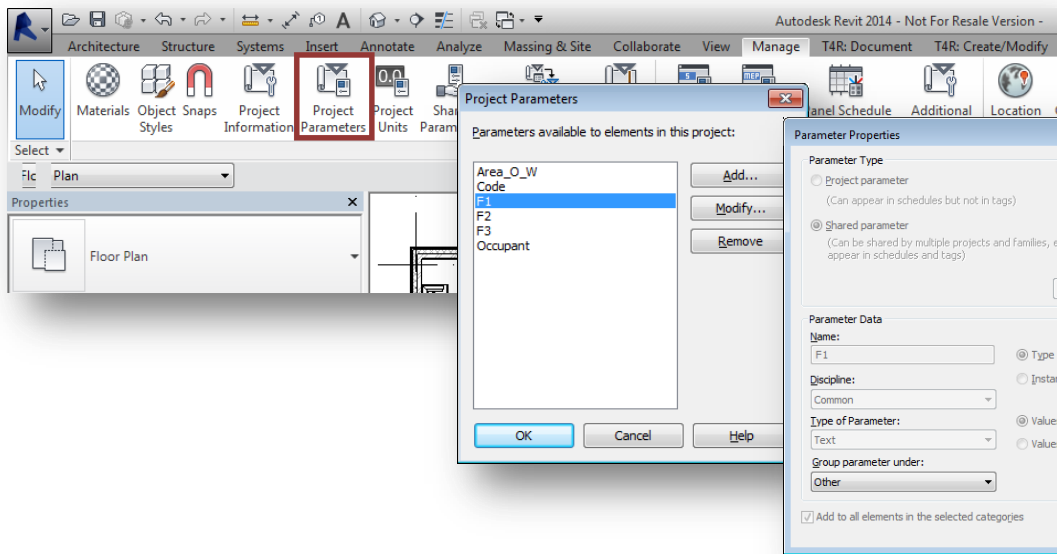 Autodesk Revit 2014 - Not For Resale Version -
Architecture Structure Systems Insert Annotate Analyze Massing & Site Collaborate View Manage T4R: Document T4R: Create/Modify
Modify Materials Object Styles Snaps Project Information Project Parameters Project Units anel Schedule Additional Location
Select
Plan
Properties
Floor Plan
Project Parameters
Parameters available to elements in this project:
Area_O_W
Code
F1
F2
F3
Occupant
Add...
Modify...
Remove
OK Cancel Help
Parameter Properties
Parameter Type
Project parameter
(Can appear in schedules but not in tags)
Shared parameter
(Can be shared by multiple projects and families, e
appear in schedules and tags)
Parameter Data
Name:
F1
Type
Discipline:
Instan
Common
Type of Parameter:
Values
Text
Values
Group parameter under:
Other
Add to all elements in the selected categories